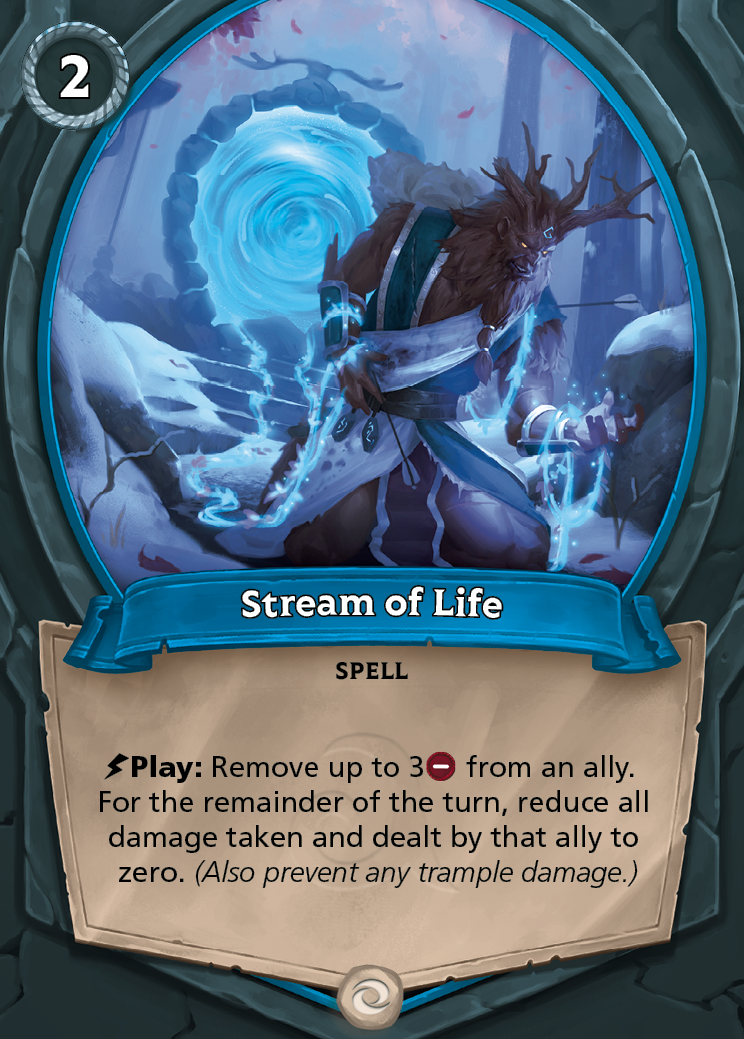 2
Stream of Life
SPELL
Play: Remove up to 3 from an ally.
For the remainder of the turn, reduce all
damage taken and dealt by that ally to
zero. (Also prevent any trample damage.)